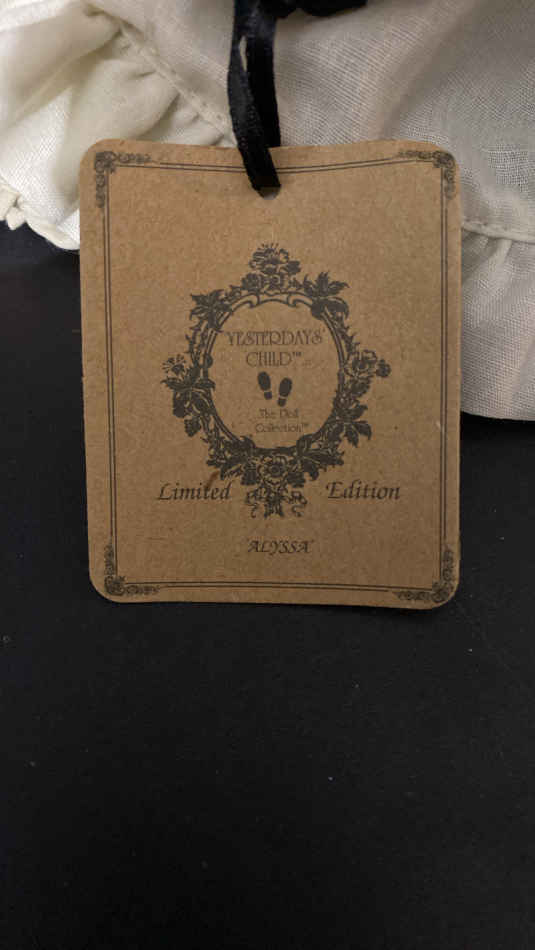 YESTERDAYS'
CHILD™...
The Doll
Collection™
Limited Edition
"ALYSSA"